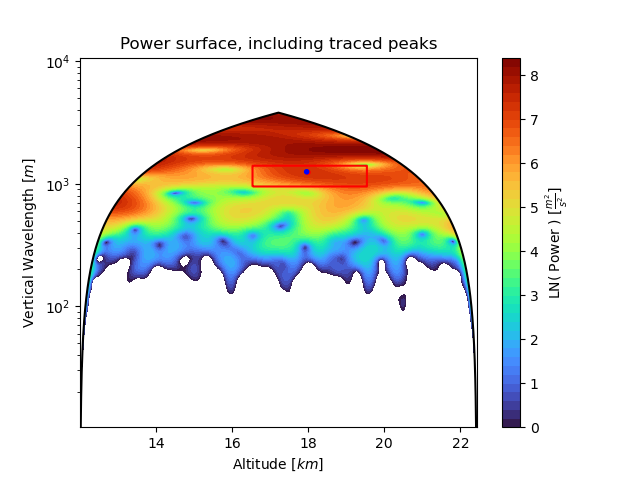 Power surface, including traced peaks
10⁴
10³
10²
Vertical Wavelength [m]
14 16 18 20 22
Altitude [km]
8
7
6
5
4
3
2
1
0
LN( Power ) [m²/s²]